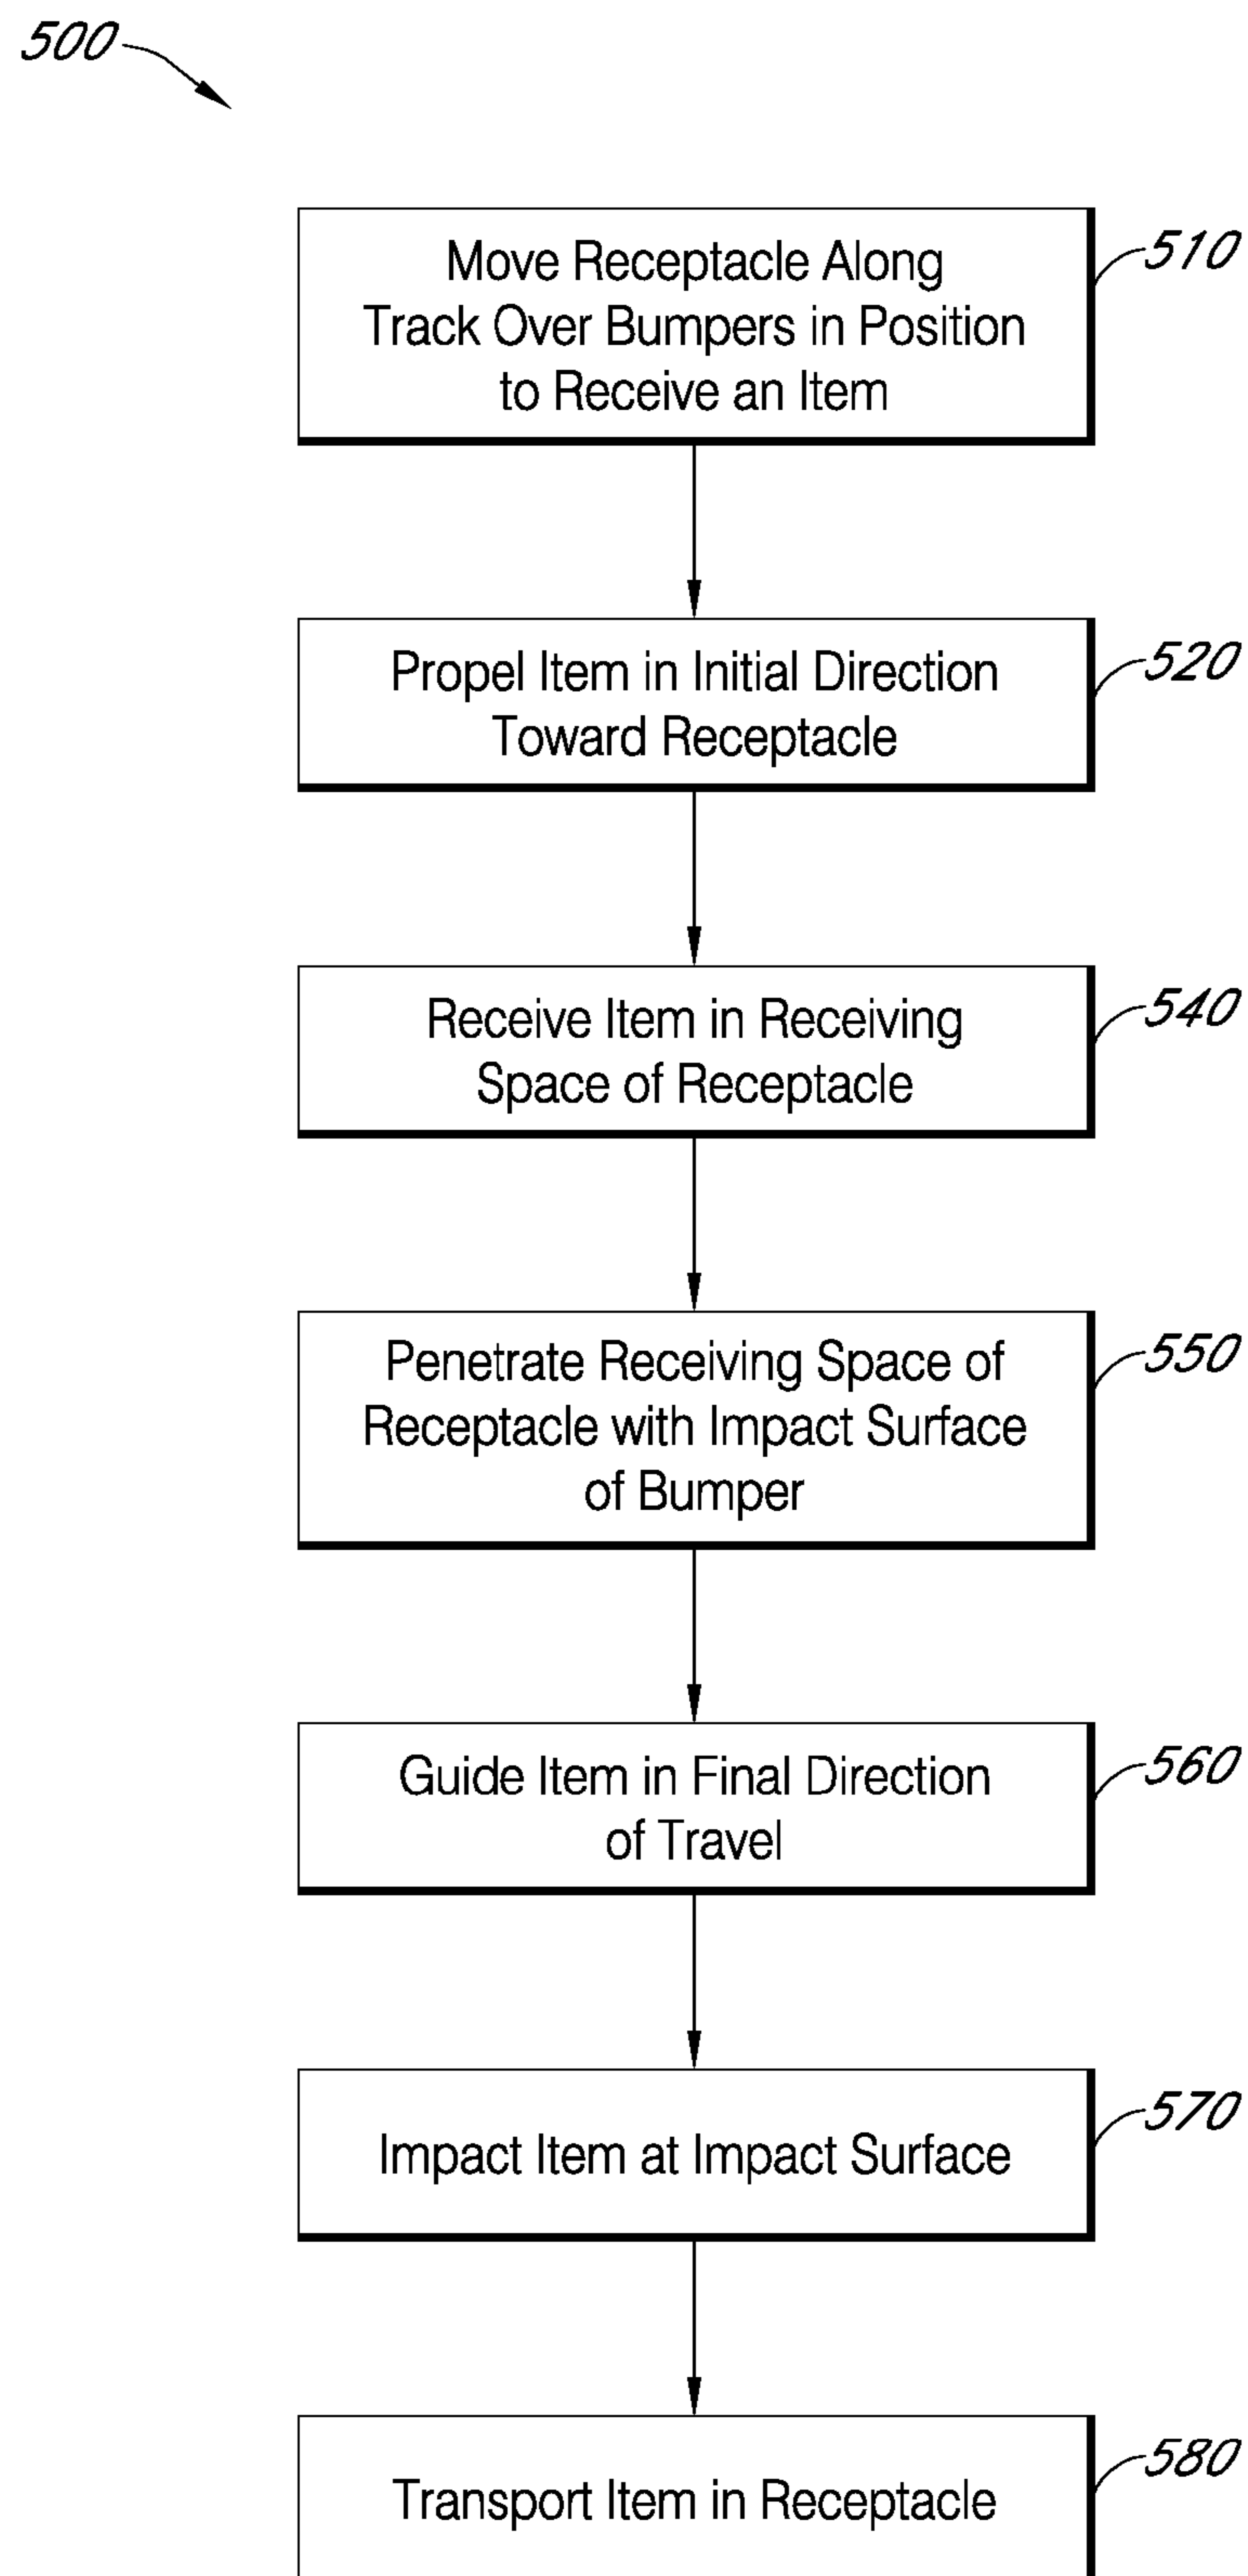 500
Move Receptacle Along
Track Over Bumpers in Position
to Receive an Item
510
Propel Item in Initial Direction
Toward Receptacle
520
Receive Item in Receiving
Space of Receptacle
540
Penetrate Receiving Space of
Receptacle with Impact Surface
of Bumper
550
Guide Item in Final Direction
of Travel
560
Impact Item at Impact Surface
570
Transport Item in Receptacle
580